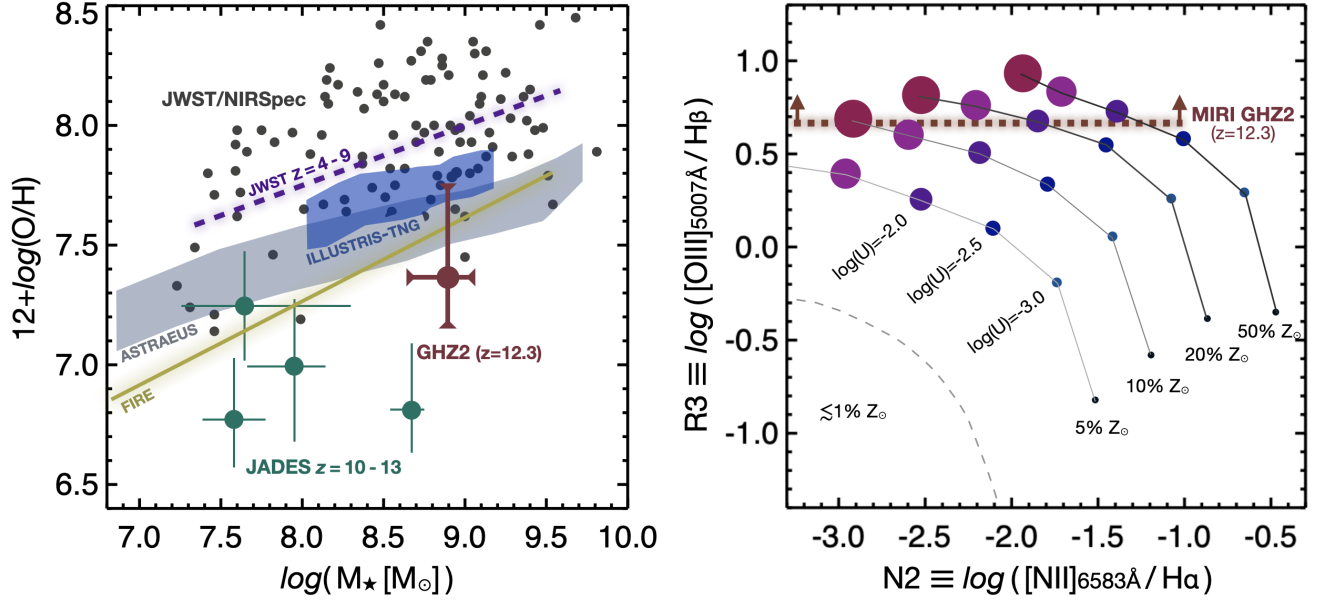 8.5
8.0
7.5
7.0
6.5
12+log(O/H)
JWST/NIRSpec
JWST Z = 4 - 9
ILLUSTRIS-TNG
ASTRAEUS
FIRE
GHZ2 (z=12.3)
JADES z = 10 - 13
7.0 7.5 8.0 8.5 9.0 9.5 10.0
log(M★[M⊙])
1.0
0.5
0.0
-0.5
-1.0
R3 ≡ log ([OIII]5007Å / Hβ)
MIRI GHZ2
(z=12.3)
log(U)=-2.0
log(U)=-2.5
log(U)=-3.0
50% Z⊙
20% Z⊙
10% Z⊙
5% Z⊙
≲1% Z⊙
-3.0 -2.5 -2.0 -1.5 -1.0 -0.5
N2 ≡ log ([NII]6583Å / Hα)